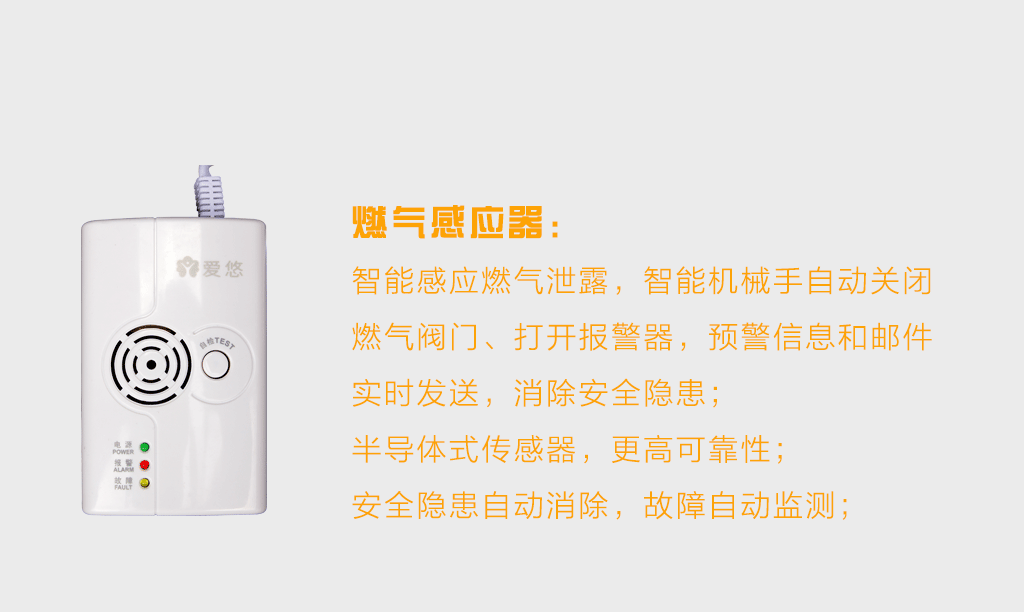 燃气感应器：
智能感应燃气泄露，智能机械手自动关闭
燃气阀门、打开报警器，预警信息和邮件
实时发送，消除安全隐患；
半导体式传感器，更高可靠性；
安全隐患自动消除，故障自动监测；
爱悠
自检TEST
电源
POWER
报警
ALARM
故障
FAULT